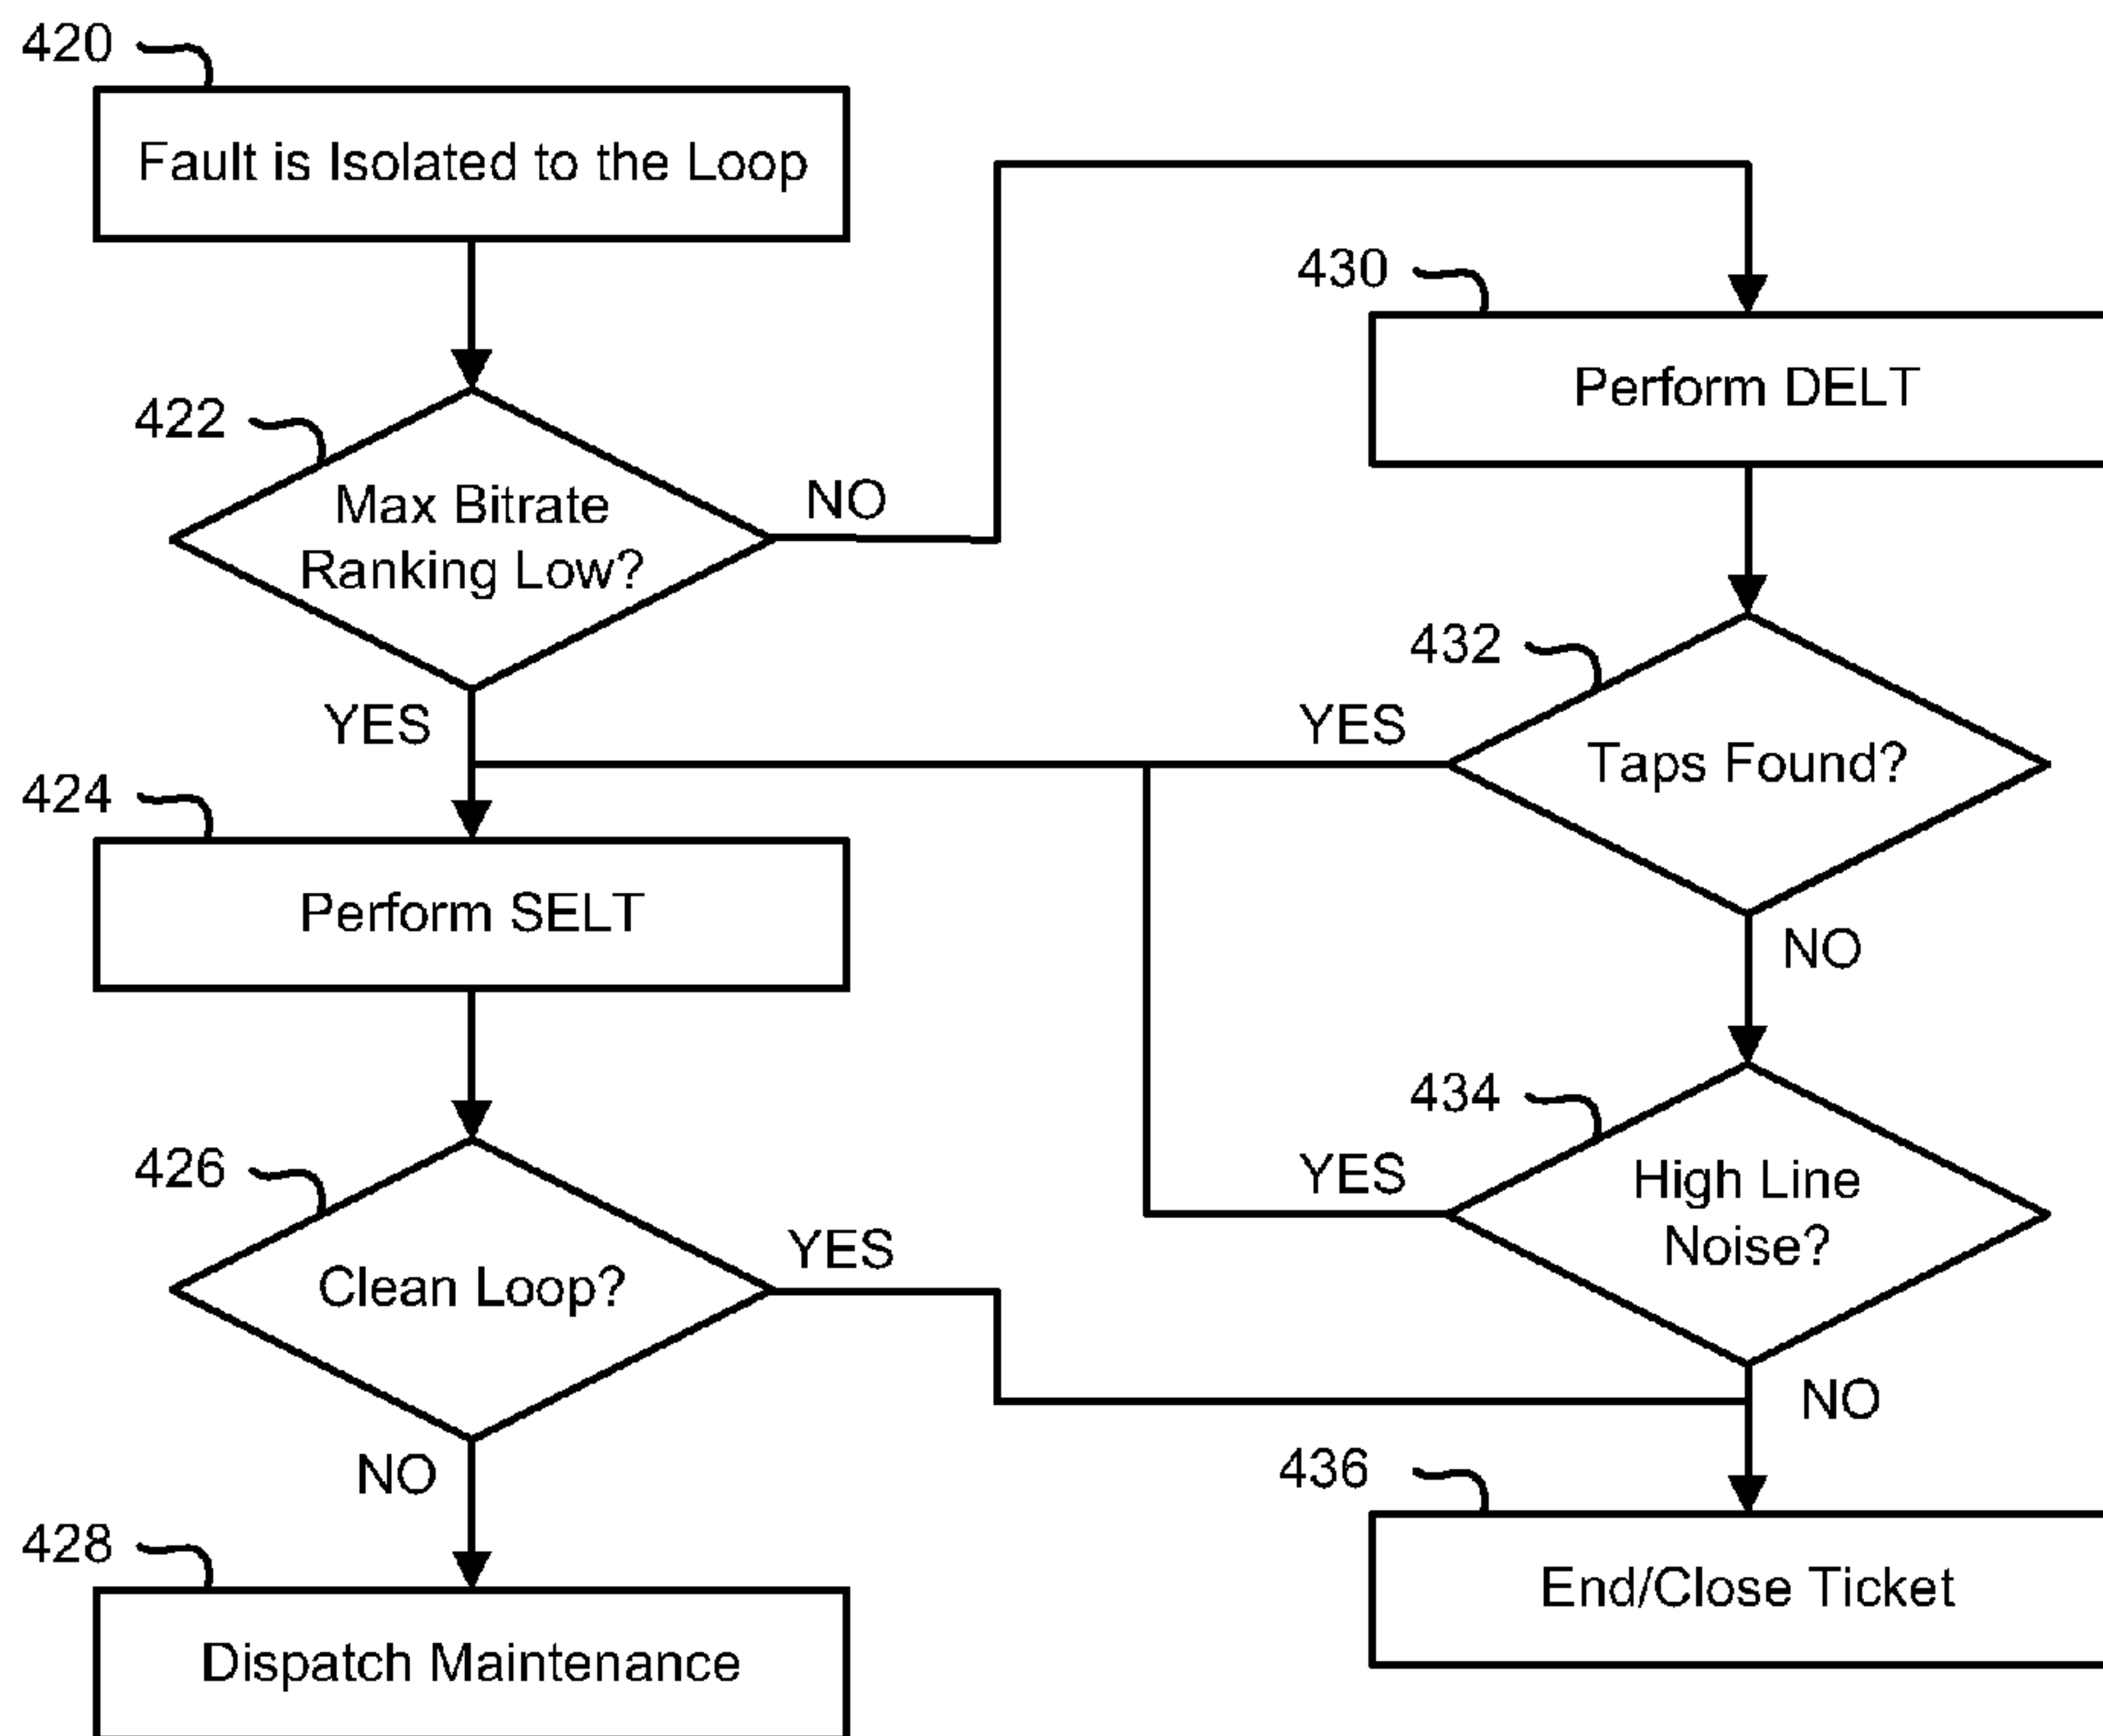 420
Fault is Isolated to the Loop
422
Max Bitrate
Ranking Low?
NO
YES
424
Perform SELT
426
Clean Loop?
YES
NO
428
Dispatch Maintenance
430
Perform DELT
432
Taps Found?
YES
NO
434
High Line
Noise?
YES
NO
436
End/Close Ticket